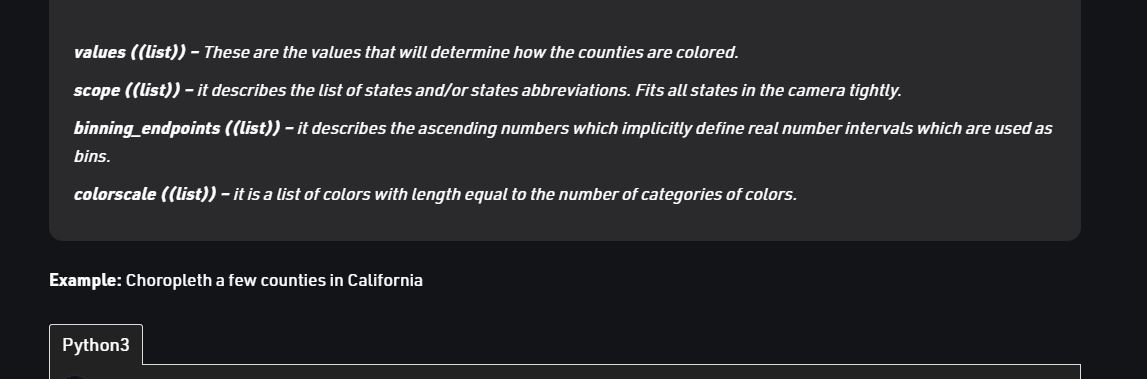 values ((list)) – These are the values that will determine how the counties are colored.
scope ((list)) – it describes the list of states and/or states abbreviations. Fits all states in the camera tightly.
binning_endpoints ((list)) – it describes the ascending numbers which implicitly define real number intervals which are used as
bins.
colorscale ((list)) – it is a list of colors with length equal to the number of categories of colors.
Example: Choropleth a few counties in California
Python3